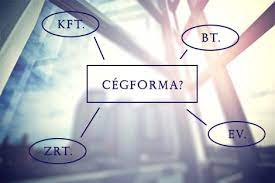 KFT.
BT.
CÉGFORMA?
ZRT.
EV.